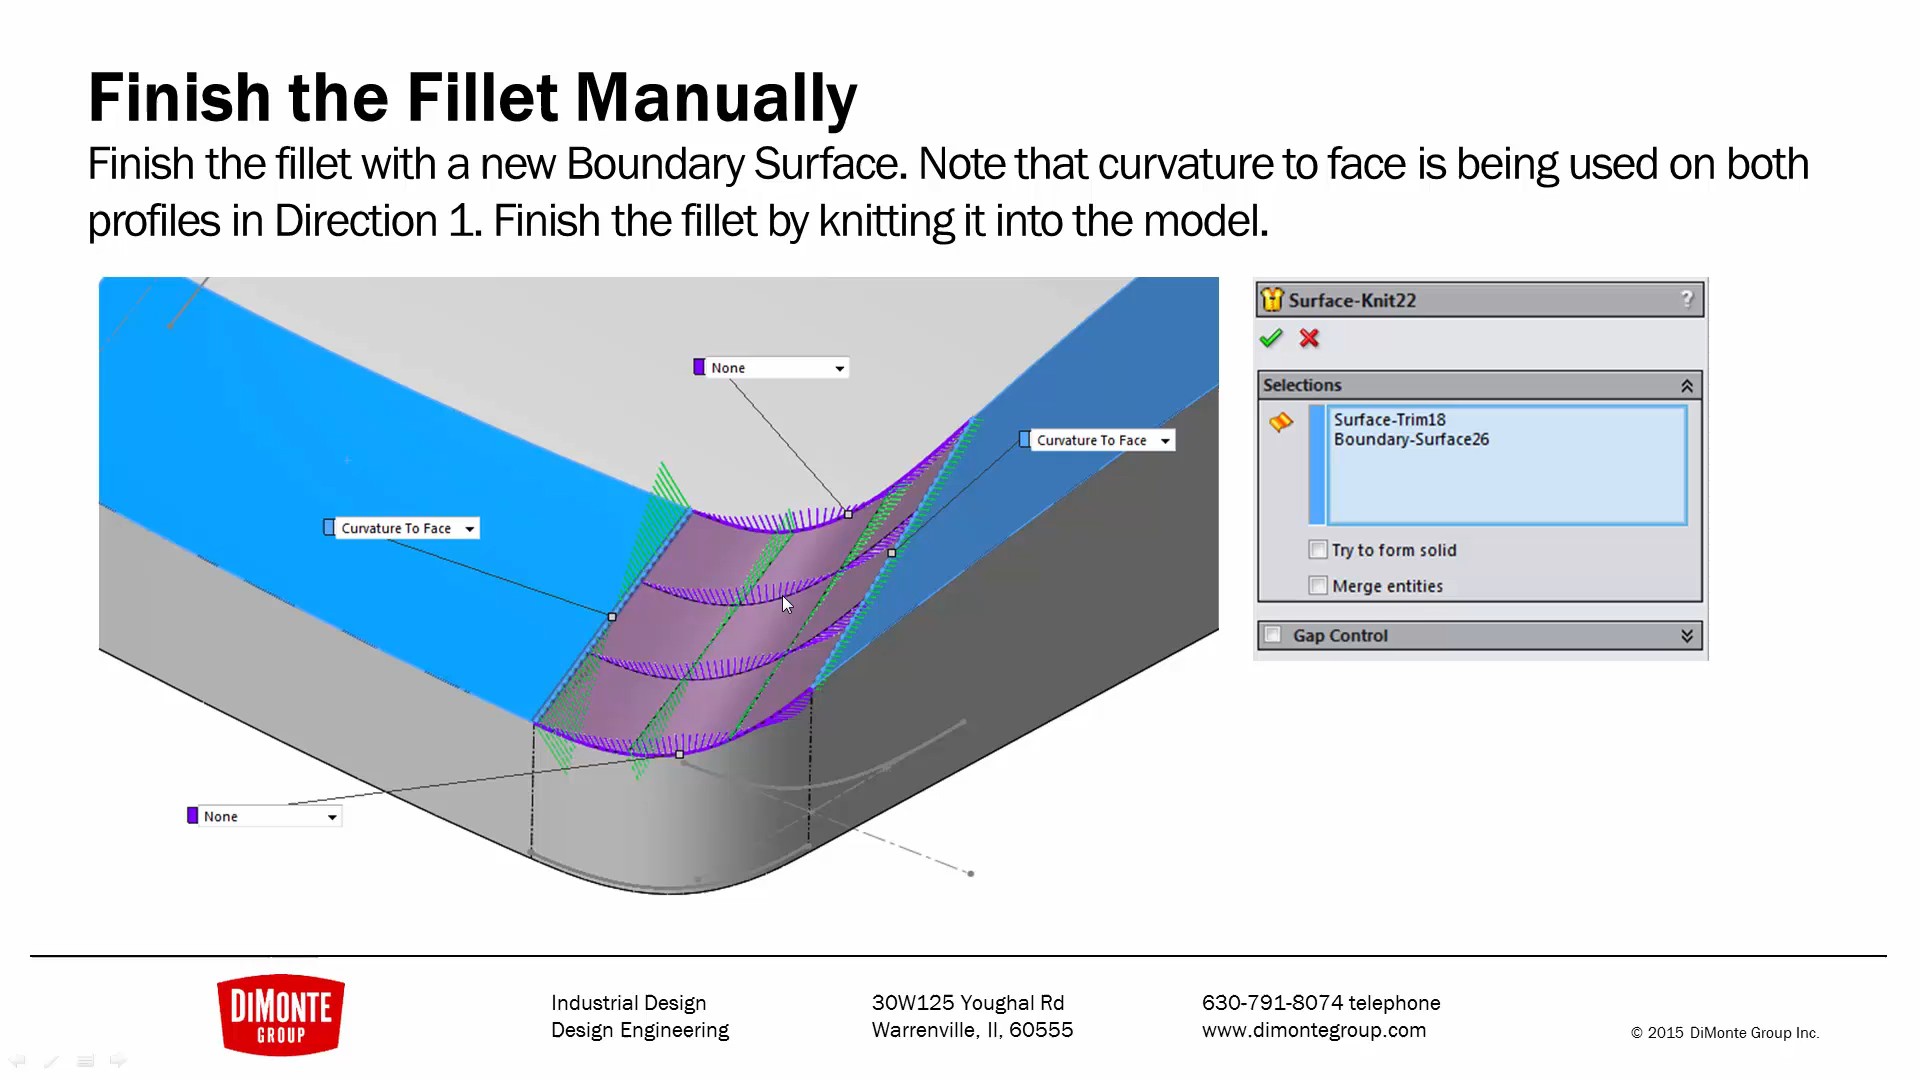 Finish the Fillet Manually
Finish the fillet with a new Boundary Surface. Note that curvature to face is being used on both
profiles in Direction 1. Finish the fillet by knitting it into the model.
None
Curvature To Face
Curvature To Face
None
Surface-Knit22
?
Selections
Surface-Trim18
Boundary-Surface26
Try to form solid
Merge entities
Gap Control
DIMONTE
GROUP
Industrial Design
Design Engineering
30W125 Youghal Rd
Warrenville, Il, 60555
630-791-8074 telephone
www.dimontegroup.com
© 2015 DiMonte Group Inc.